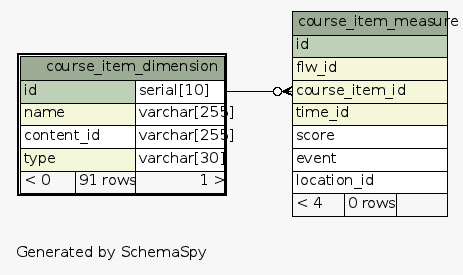 course_item_dimension
id serial[10]
name varchar[255]
content_id varchar[255]
type varchar[30]
< 0 91 rows 1 >
course_item_measure
id
flw_id
course_item_id
time_id
score
event
location_id
< 4 0 rows
Generated by SchemaSpy